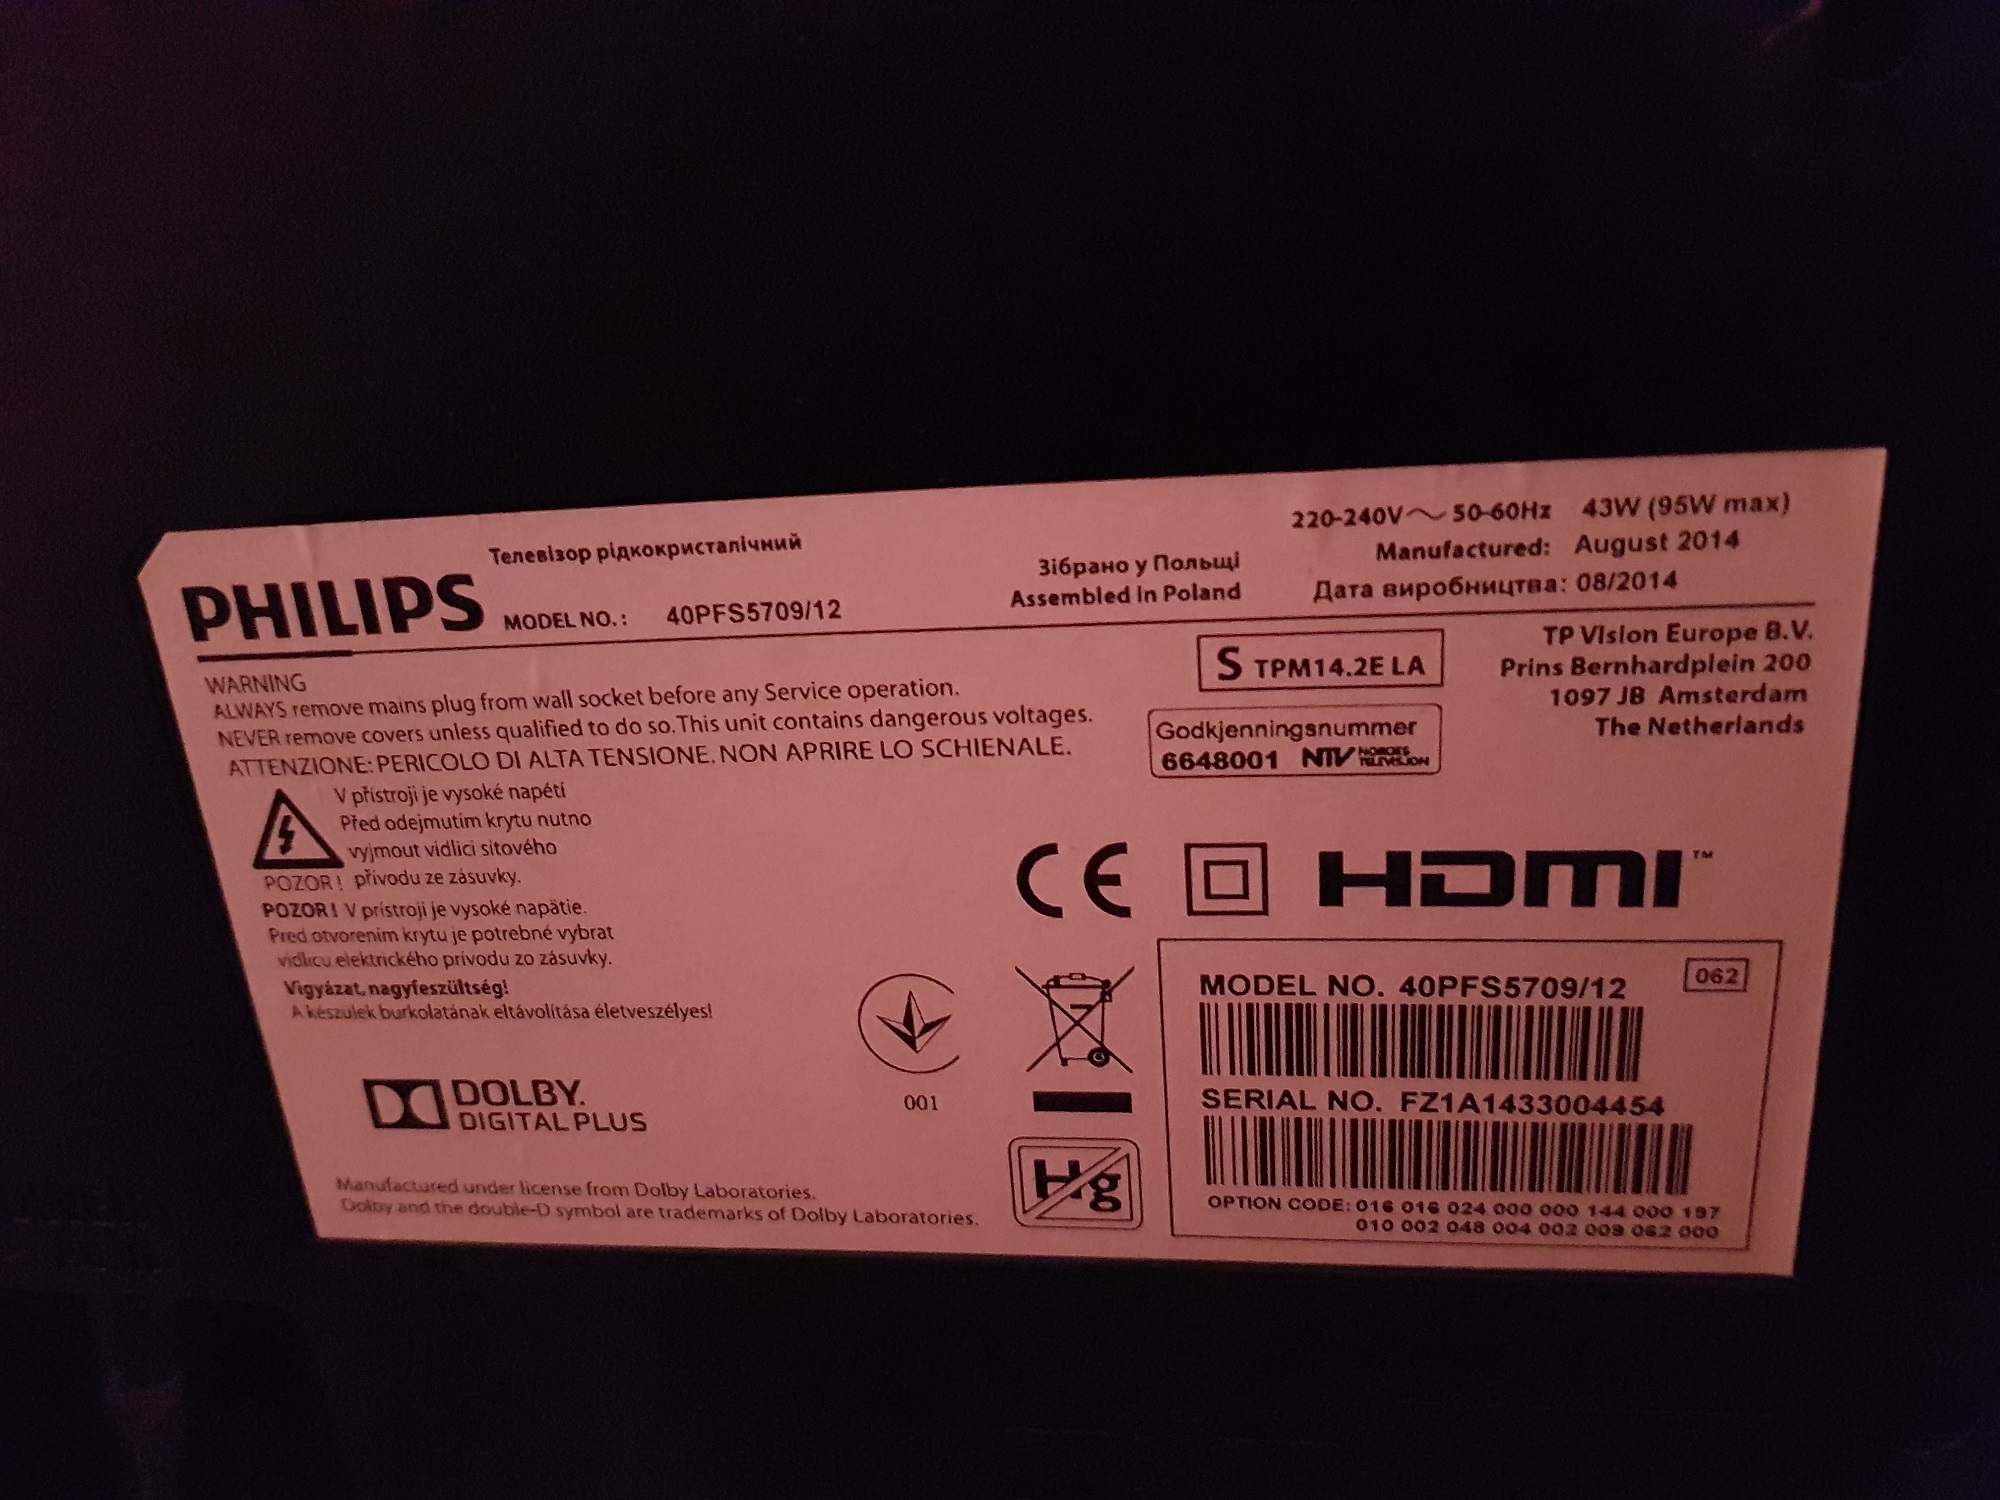 Телевізор рідкокристалічний
PHILIPS MODEL NO.: 40PFS5709/12
Зібрано у Польщі
Assembled in Poland
220-240V~ 50-60Hz 43W (95W max)
Manufactured: August 2014
Дата виробництва: 08/2014
WARNING
ALWAYS remove mains plug from wall socket before any Service operation.
NEVER remove covers unless qualified to do so. This unit contains dangerous voltages.
ATTENZIONE: PERICOLO DI ALTA TENSIONE. NON APRIRE LO SCHIENALE.
S TPM14.2E LA
Godkjenningsnummer
6648001 NTV NORGES TELEVISJON
TP Vision Europe B.V.
Prins Bernhardplein 200
1097 JB Amsterdam
The Netherlands
V přístroji je vysoké napětí
Před odejmutím krytu nutno
vyjmout vidlici síťového
POZOR! přívodu ze zásuvky.
POZOR! V prístroji je vysoké napätie.
Pred otvorením krytu je potrebné vybrat
vidlicu elektrického prívodu zo zásuvky.
Vigyázat, nagyfeszültség!
A készülek burkolatának eltávolítása életveszélyes!
CE HDMI™
001
Hg
DOLBY.
DIGITAL PLUS
Manufactured under license from Dolby Laboratories.
Dolby and the double-D symbol are trademarks of Dolby Laboratories.
MODEL NO. 40PFS5709/12 062
SERIAL NO. FZ1A1433004454
OPTION CODE: 016 016 024 000 000 144 000 197
010 002 048 004 002 009 062 000